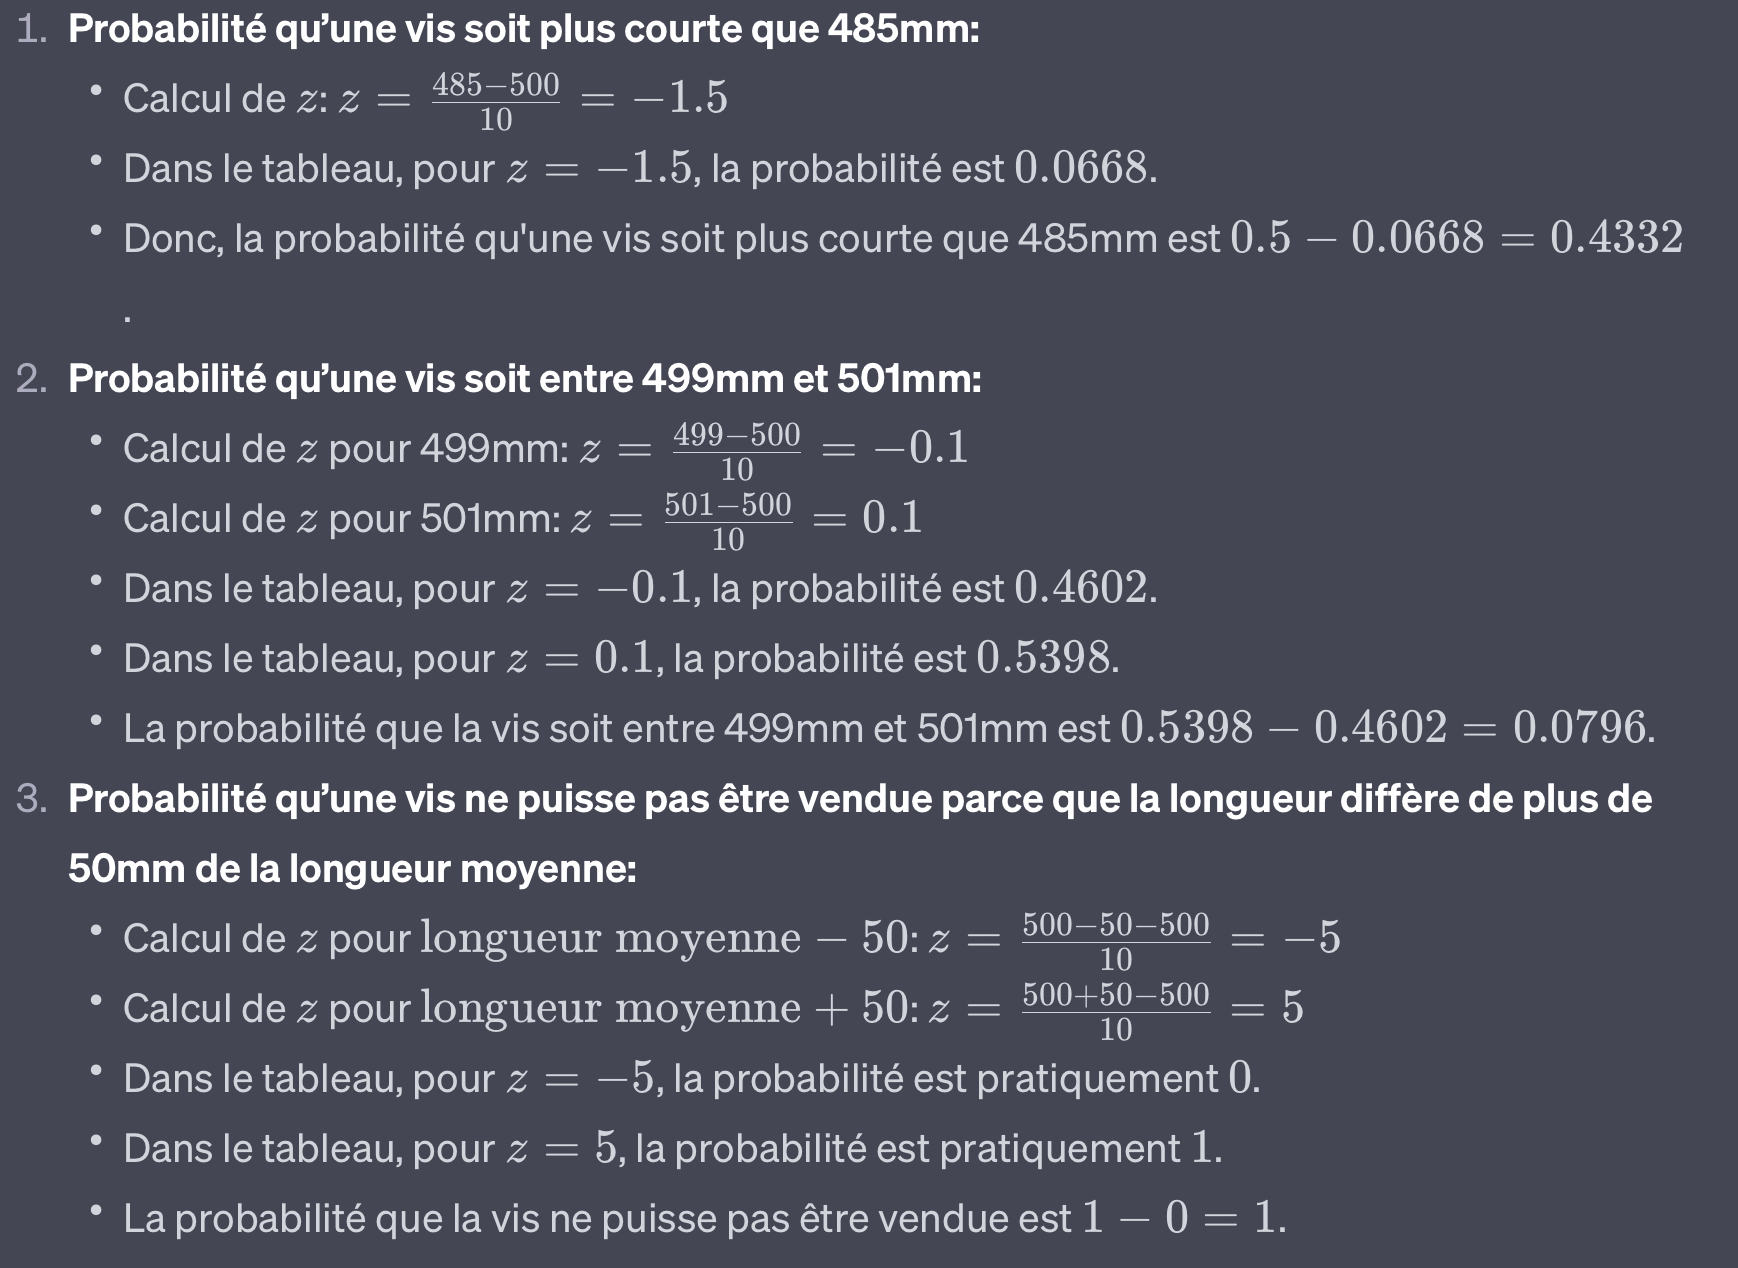 1. Probabilité qu’une vis soit plus courte que 485mm:
• Calcul de z: z = \frac{485−500}{10} = −1.5
• Dans le tableau, pour z = −1.5, la probabilité est 0.0668.
• Donc, la probabilité qu'une vis soit plus courte que 485mm est 0.5 − 0.0668 = 0.4332
.
2. Probabilité qu’une vis soit entre 499mm et 501mm:
• Calcul de z pour 499mm: z = \frac{499−500}{10} = −0.1
• Calcul de z pour 501mm: z = \frac{501−500}{10} = 0.1
• Dans le tableau, pour z = −0.1, la probabilité est 0.4602.
• Dans le tableau, pour z = 0.1, la probabilité est 0.5398.
• La probabilité que la vis soit entre 499mm et 501mm est 0.5398 − 0.4602 = 0.0796.
3. Probabilité qu’une vis ne puisse pas être vendue parce que la longueur diffère de plus de
50mm de la longueur moyenne:
• Calcul de z pour longueur moyenne − 50: z = \frac{500−50−500}{10} = −5
• Calcul de z pour longueur moyenne + 50: z = \frac{500+50−500}{10} = 5
• Dans le tableau, pour z = −5, la probabilité est pratiquement 0.
• Dans le tableau, pour z = 5, la probabilité est pratiquement 1.
• La probabilité que la vis ne puisse pas être vendue est 1 − 0 = 1.